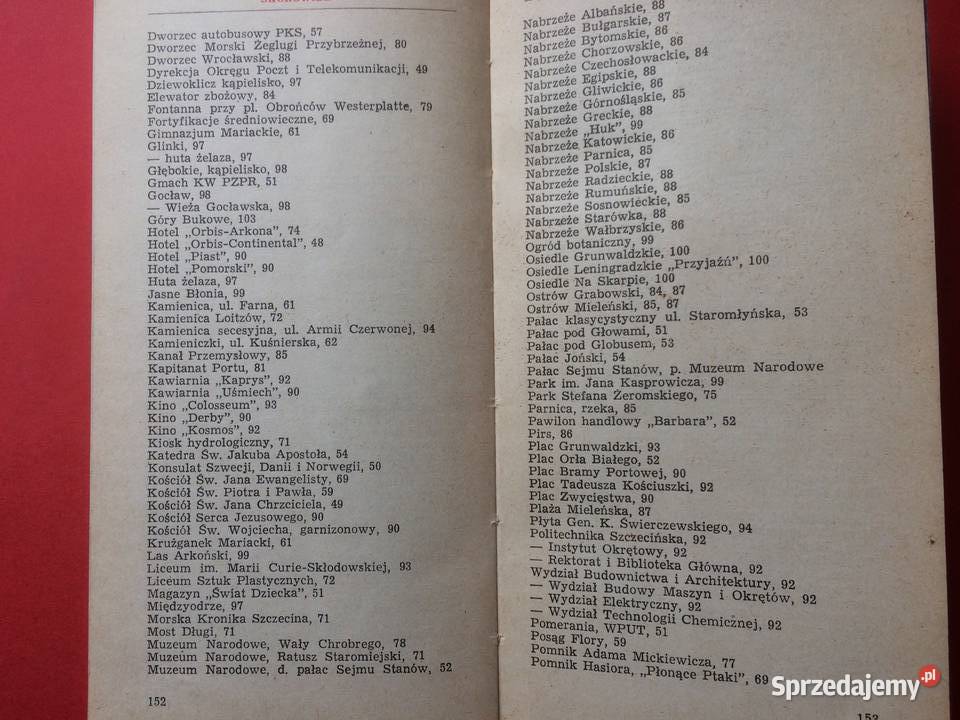 SKOROWIDZ
Dworzec autobusowy PKS, 57
Dworzec Morski Żeglugi Przybrzeżnej, 80
Dworzec Wrocławski, 88
Dyrekcja Okręgu Poczt i Telekomunikacji, 49
Dziewoklicz kąpielisko, 97
Elewator zbożowy, 84
Fontanna przy pl. Obrońców Westerplatte, 79
Fortyfikacje średniowieczne, 69
Gimnazjum Mariackie, 61
Glinki, 97
— huta żelaza, 97
Głębokie, kąpielisko, 98
Gmach KW PZPR, 51
Gocław, 98
— Wieża Gocławska, 98
Góry Bukowe, 103
Hotel „Orbis-Arkona", 74
Hotel „Orbis-Continental", 48
Hotel „Piast", 90
Hotel „Pomorski", 90
Huta żelaza, 97
Jasne Błonia, 99
Kamienica, ul. Farna, 61
Kamienica Loitzów, 72
Kamienica secesyjna, ul. Armii Czerwonej, 94
Kamieniczki, ul. Kuśnierska, 62
Kanał Przemysłowy, 85
Kapitanat Portu, 81
Kawiarnia „Kaprys", 92
Kawiarnia „Uśmiech", 90
Kino „Colosseum", 93
Kino „Derby", 90
Kino „Kosmos", 92
Kiosk hydrologiczny, 71
Katedra Św. Jakuba Apostoła, 54
Konsulat Szwecji, Danii i Norwegii, 50
Kościół Św. Jana Ewangelisty, 69
Kościół Św. Piotra i Pawła, 59
Kościół Św. Jana Chrzciciela, 49
Kościół Serca Jezusowego, 90
Kościół Św. Wojciecha, garnizonowy, 90
Krużganek Mariacki, 61
Las Arkoński, 99
Liceum im. Marii Curie-Skłodowskiej, 93
Liceum Sztuk Plastycznych, 72
Magazyn „Świat Dziecka", 51
Międzyodrze, 97
Morska Kronika Szczecina, 71
Most Długi, 71
Muzeum Narodowe, Wały Chrobrego, 78
Muzeum Narodowe, Ratusz Staromiejski, 71
Muzeum Narodowe, d. pałac Sejmu Stanów, 52
152
Nabrzeże Albańskie, 88
Nabrzeże Bułgarskie, 87
Nabrzeże Bytomskie, 86
Nabrzeże Chorzowskie, 86
Nabrzeże Czechosłowackie, 84
Nabrzeże Egipskie, 88
Nabrzeże Gliwickie, 86
Nabrzeże Górnośląskie, 85
Nabrzeże Greckie, 88
Nabrzeże „Huk", 99
Nabrzeże Katowickie, 86
Nabrzeże Parnica, 85
Nabrzeże Polskie, 87
Nabrzeże Radzieckie, 88
Nabrzeże Rumuńskie, 88
Nabrzeże Sosnowieckie, 85
Nabrzeże Starówka, 88
Nabrzeże Wałbrzyskie, 86
Ogród botaniczny, 99
Osiedle Grunwaldzkie, 100
Osiedle Leningradzkie „Przyjaźń", 100
Osiedle Na Skarpie, 100
Ostrów Grabowski, 84, 87
Ostrów Mieleński, 85, 87
Pałac klasycystyczny ul. Staromłyńska, 53
Pałac pod Głowami, 51
Pałac pod Globusem, 53
Pałac Joński, 54
Pałac Sejmu Stanów, p. Muzeum Narodowe
Park im. Jana Kasprowicza, 99
Park Stefana Żeromskiego, 75
Parnica, rzeka, 85
Pawilon handlowy „Barbara", 52
Pirs, 86
Plac Grunwaldzki, 93
Plac Orła Białego, 52
Plac Bramy Portowej, 90
Plac Tadeusza Kościuszki, 92
Plac Zwycięstwa, 90
Plaża Mieleńska, 87
Płyta Gen. K. Świerczewskiego, 94
Politechnika Szczecińska, 92
— Instytut Okrętowy, 92
— Rektorat i Biblioteka Główna, 92
Wydział Budownictwa i Architektury, 92
— Wydział Budowy Maszyn i Okrętów, 92
— Wydział Elektryczny, 92
— Wydział Technologii Chemicznej, 92
Pomerania, WPUT, 51
Posąg Flory, 59
Pomnik Adama Mickiewicza, 77
Pomnik Hasiora, „Płonące Ptaki", 69
153
Sprzedajemy.pl